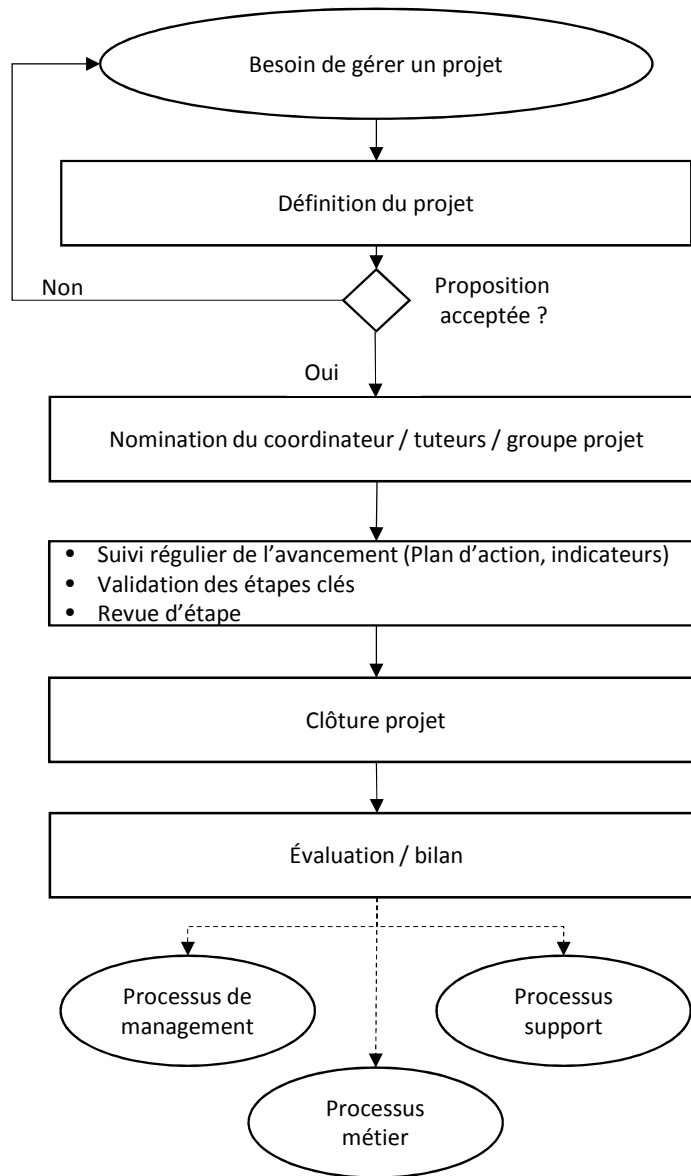 Besoin de gérer un projet
Définition du projet
Non
Proposition
acceptée ?
Oui
Nomination du coordinateur / tuteurs / groupe projet
• Suivi régulier de l’avancement (Plan d’action, indicateurs)
• Validation des étapes clés
• Revue d’étape
Clôture projet
Évaluation / bilan
Processus de
management
Processus
support
Processus
métier